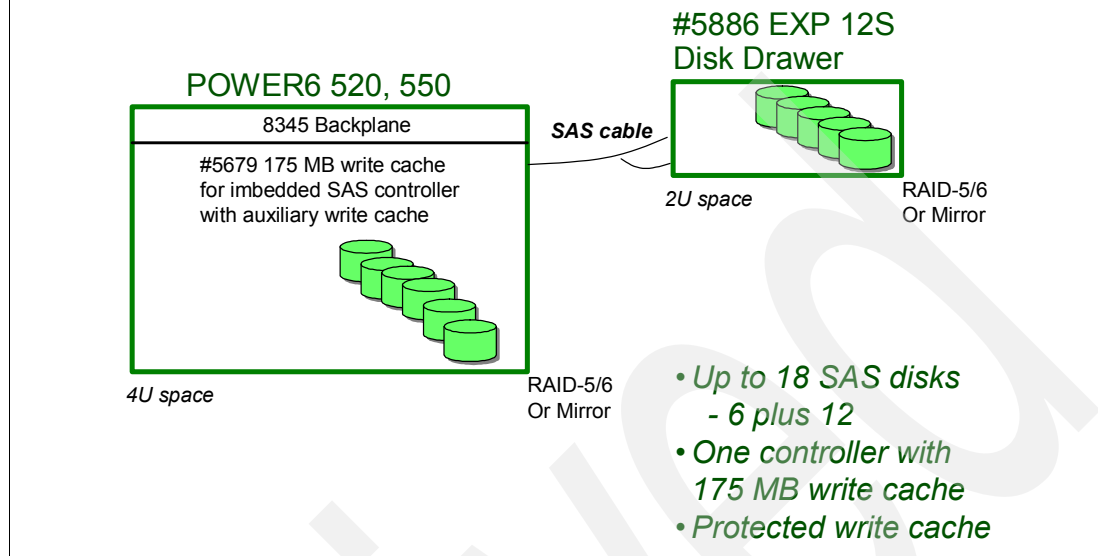 #5886 EXP 12S
Disk Drawer
POWER6 520, 550
8345 Backplane
SAS cable
#5679 175 MB write cache
for imbedded SAS controller
with auxiliary write cache
2U space
RAID-5/6
Or Mirror
4U space
RAID-5/6
Or Mirror
• Up to 18 SAS disks
- 6 plus 12
• One controller with
175 MB write cache
• Protected write cache